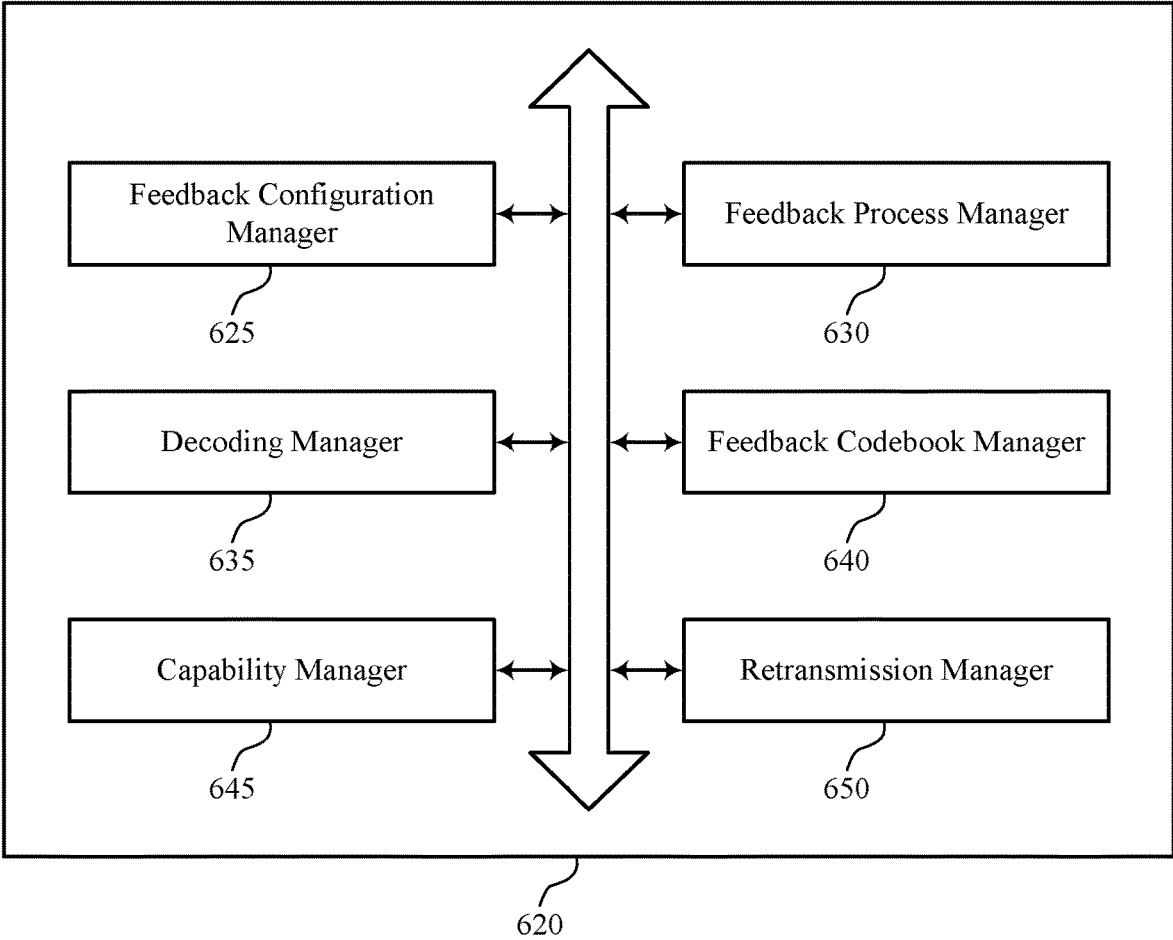 Feedback Configuration
Manager
625
Feedback Process Manager
630
Decoding Manager
635
Feedback Codebook Manager
640
Capability Manager
645
Retransmission Manager
650
620